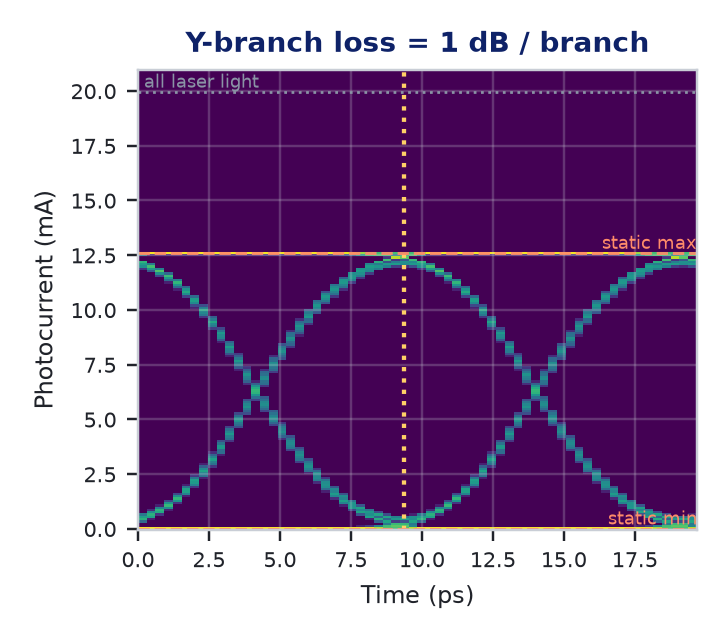 Y-branch loss = 1 dB / branch
all laser light
static max
static min
20.0
17.5
15.0
12.5
10.0
7.5
5.0
2.5
0.0
Photocurrent (mA)
0.0 2.5 5.0 7.5 10.0 12.5 15.0 17.5
Time (ps)